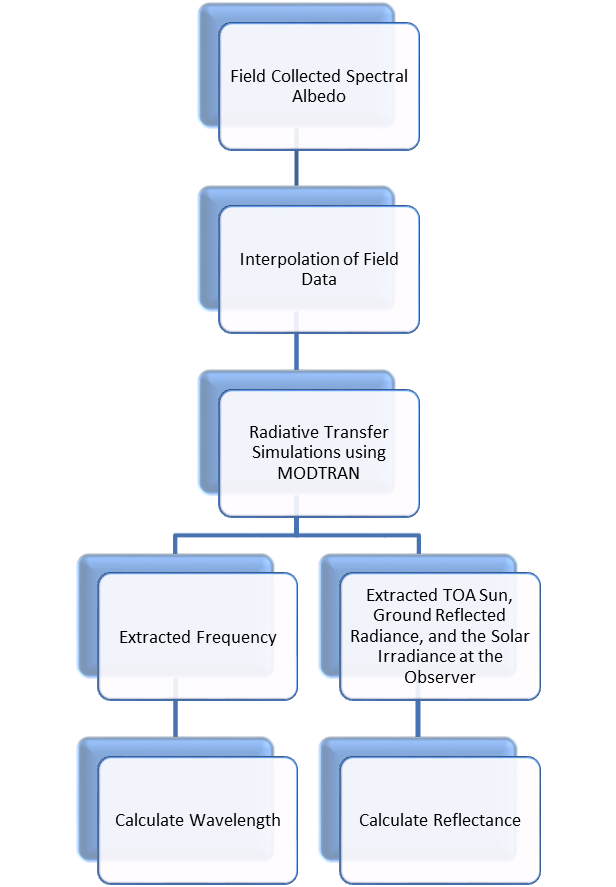 Field Collected Spectral
Albedo
Interpolation of Field
Data
Radiative Transfer
Simulations using
MODTRAN
Extracted Frequency
Extracted TOA Sun,
Ground Reflected
Radiance, and the Solar
Irradiance at the
Observer
Calculate Wavelength
Calculate Reflectance